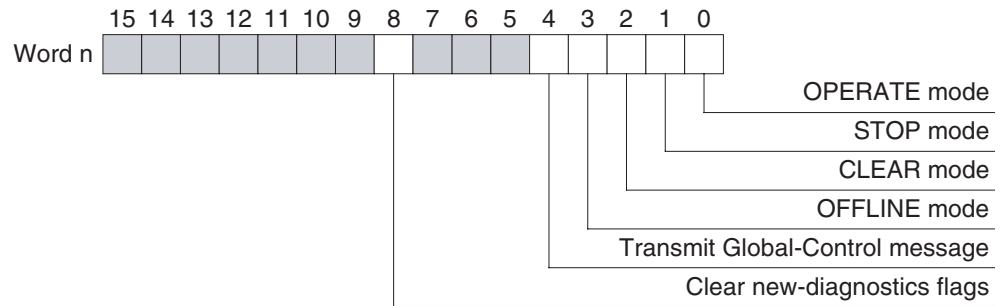 15 14 13 12 11 10 9 8 7 6 5 4 3 2 1 0
Word n
OPERATE mode
STOP mode
CLEAR mode
OFFLINE mode
Transmit Global-Control message
Clear new-diagnostics flags